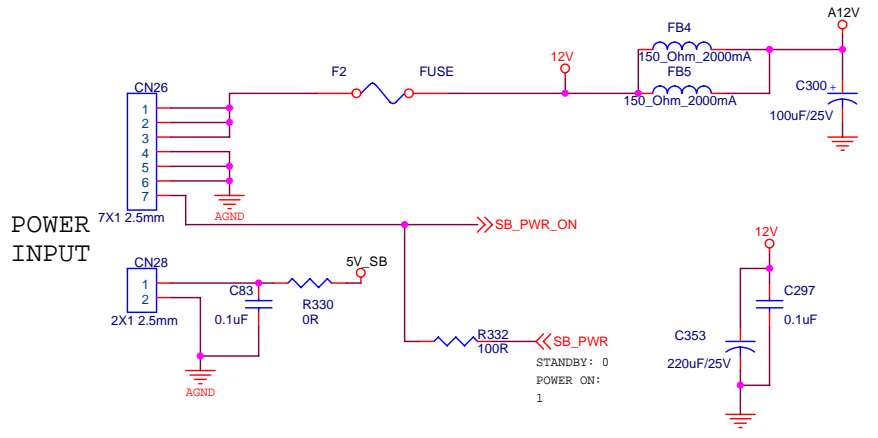 A12V
FB4
150_Ohm_2000mA
12V
F2 FUSE
FB5
150_Ohm_2000mA
C300 +
100uF/25V
CN26
1
2
3
4
5
6
7
7X1 2.5mm
AGND
POWER
INPUT
SB_PWR_ON
CN28
1
2
2X1 2.5mm
C83
0.1uF
R330
0R
5V_SB
AGND
R332
100R
SB_PWR
STANDBY: 0
POWER ON:
1
12V
C297
0.1uF
C353
220uF/25V